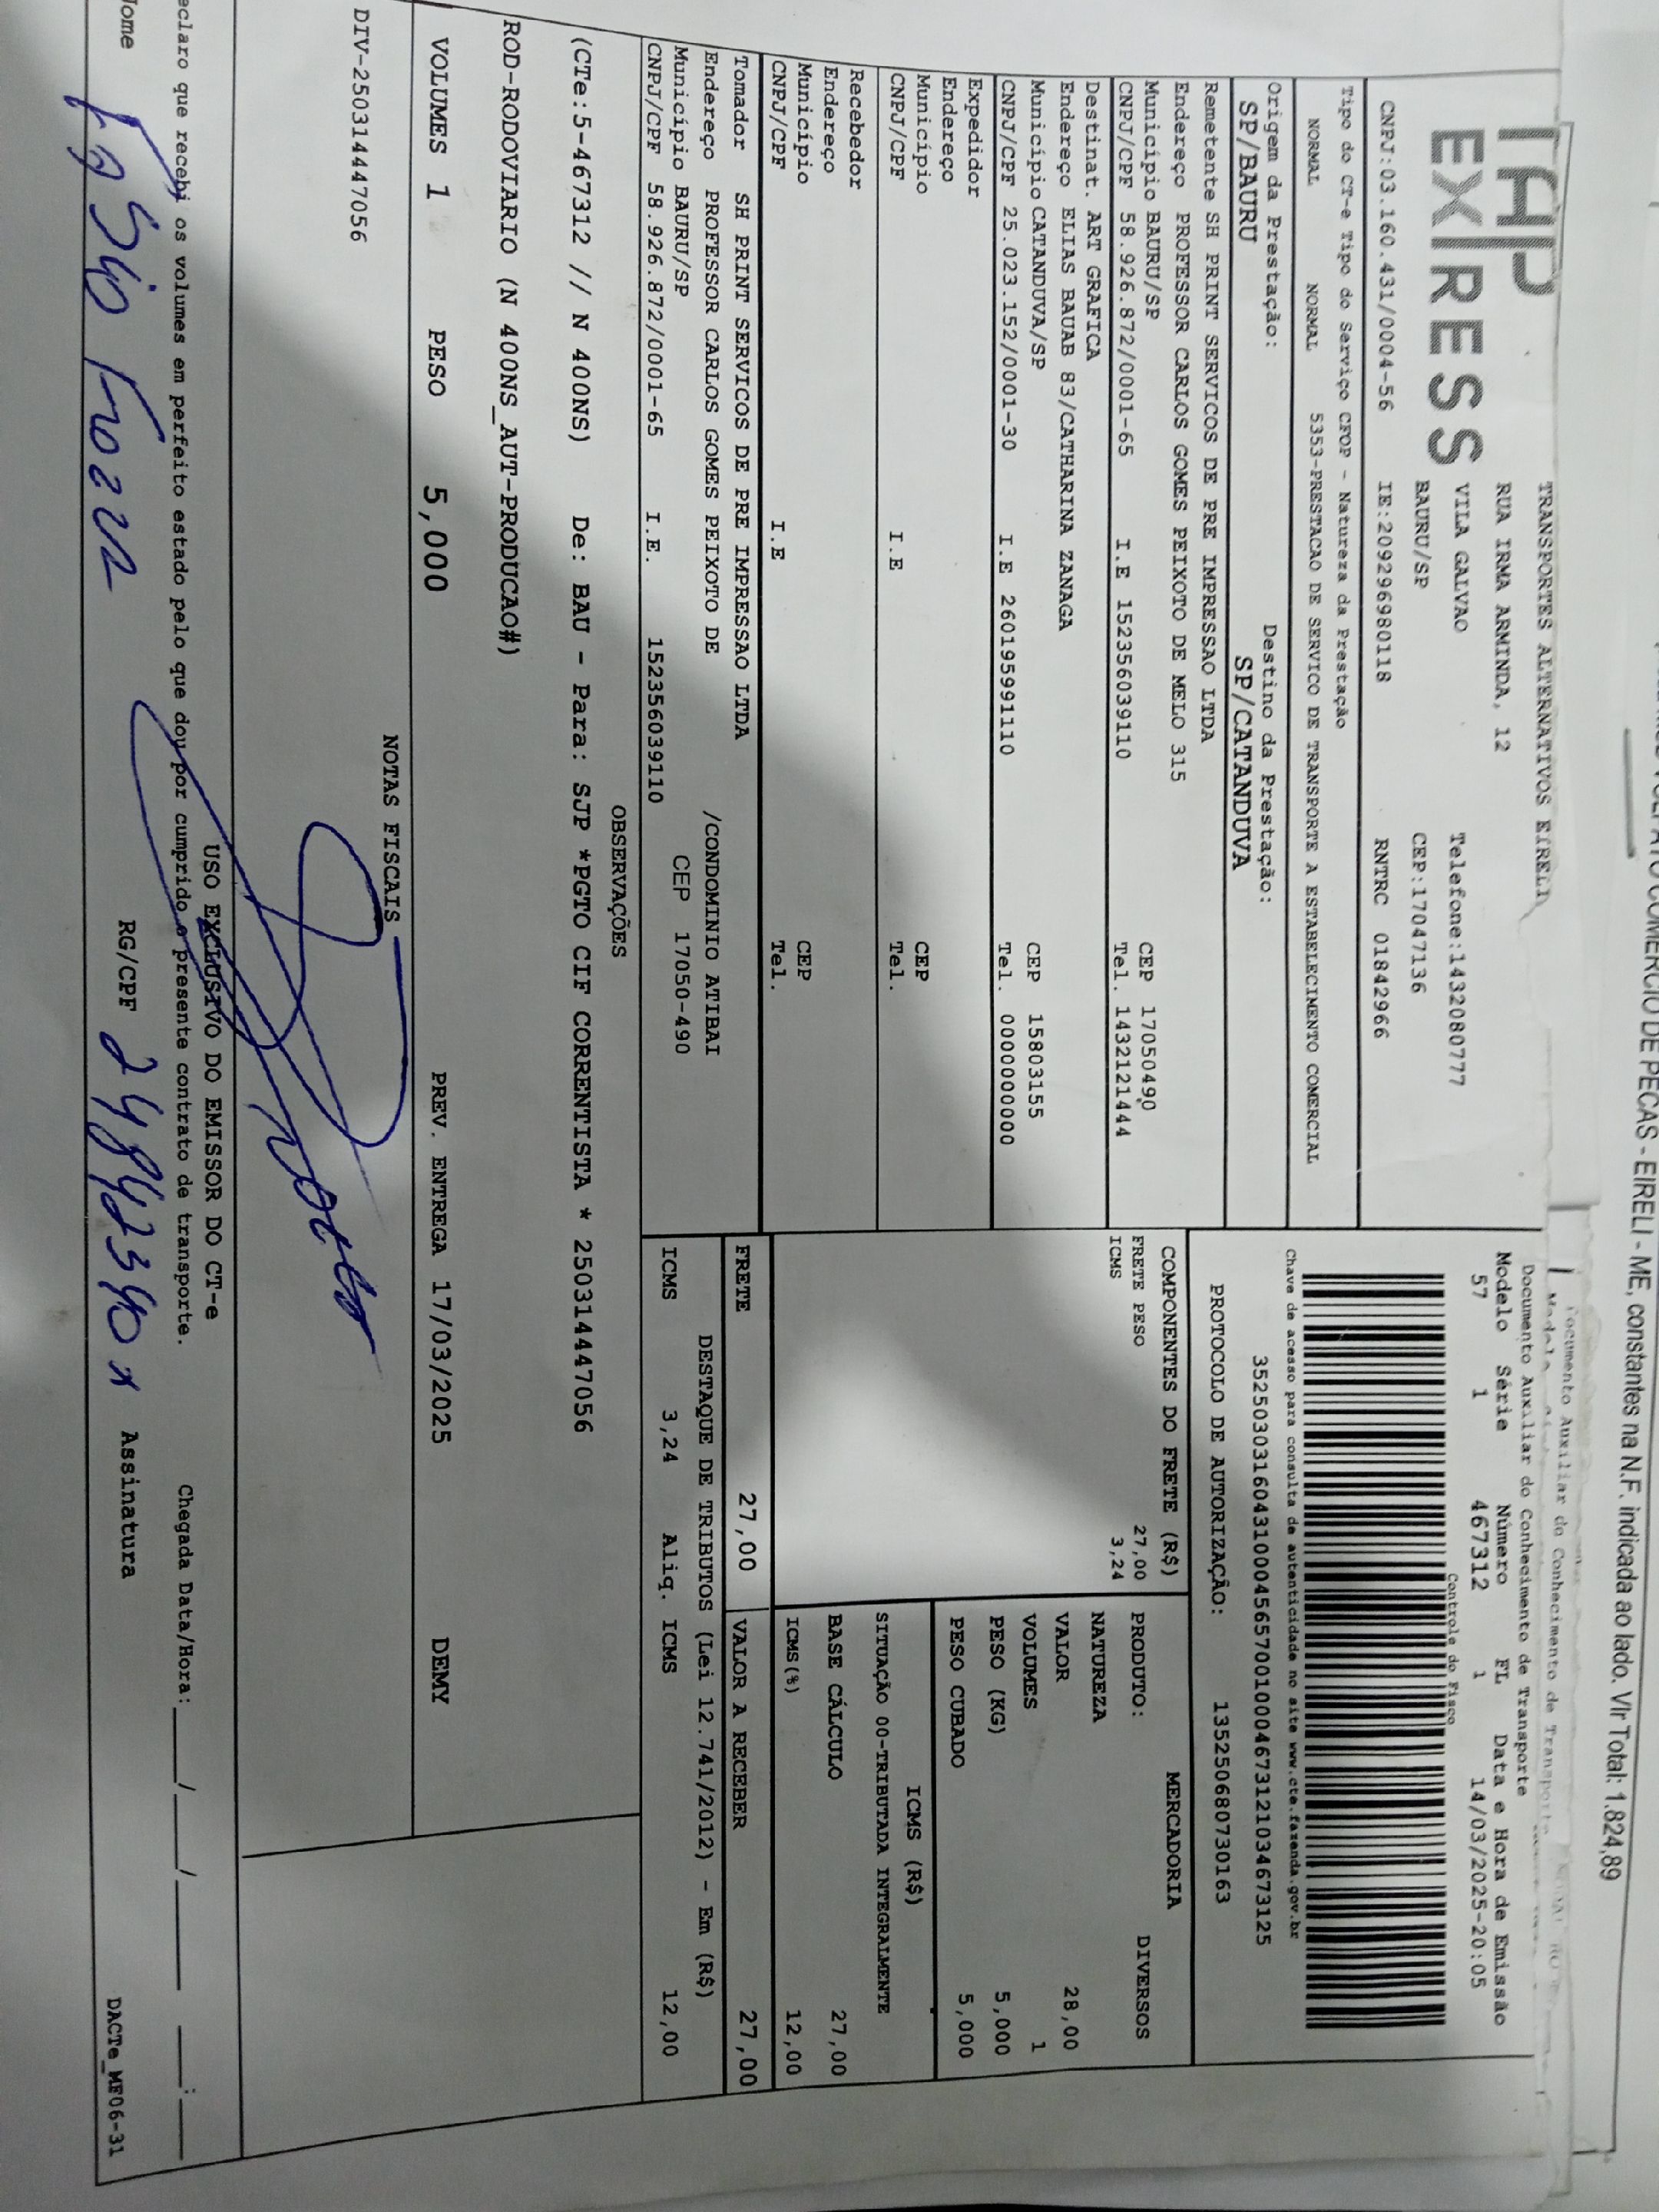 COMERCIO DE PECAS - EIRELI - ME, constantes na N.F. indicada ao lado. Vlr Total: 1.824,89
Documento Auxiliar do Conhecimento de Transporte
TAP
EXPRESS
TRANSPORTES ALTERNATIVOS EIRELI
RUA IRMA ARMINDA, 12
VILA GALVAO Telefone:1432080777
BAURU/SP CEP:17047136
CNPJ:03.160.431/0004-56 IE:209296980118 RNTRC 01842966
Tipo do CT-e Tipo do Serviço CFOP - Natureza da Prestação
NORMAL NORMAL 5353-PRESTACAO DE SERVICO DE TRANSPORTE A ESTABELECIMENTO COMERCIAL
Origem da Prestação: Destino da Prestação:
SP/BAURU SP/CATANDUVA
Remetente SH PRINT SERVICOS DE PRE IMPRESSAO LTDA
Endereço PROFESSOR CARLOS GOMES PEIXOTO DE MELO 315
Município BAURU/SP CEP 17050490
CNPJ/CPF 58.926.872/0001-65 I.E 152356039110 Tel. 1432121444
Destinat. ART GRAFICA
Endereço ELIAS BAUAB 83/CATHARINA ZANAGA
Município CATANDUVA/SP CEP 15803155
CNPJ/CPF 25.023.152/0001-30 I.E 260195991110 Tel. 0000000000
Expedidor
Endereço
Município CEP
CNPJ/CPF I.E Tel.
Recebedor
Endereço
Município CEP
CNPJ/CPF I.E Tel.
Tomador SH PRINT SERVICOS DE PRE IMPRESSAO LTDA
Endereço PROFESSOR CARLOS GOMES PEIXOTO DE /CONDOMINIO ATIBAI
Município BAURU/SP CEP 17050-490
CNPJ/CPF 58.926.872/0001-65 I.E. 152356039110
Documento Auxiliar do Conhecimento de Transporte
Modelo Série Número FL Data e Hora de Emissão
57 1 467312 1 14/03/2025-20:05
Controle do Fisco
Chave de acesso para consulta de autenticidade no site www.cte.fazenda.gov.br
35250303160431000456570010004673121034673125
PROTOCOLO DE AUTORIZAÇÃO: 135250680730163
COMPONENTES DO FRETE (R$)
FRETE PESO 27,00
ICMS 3,24
MERCADORIA
PRODUTO: DIVERSOS
NATUREZA
VALOR 28,00
VOLUMES 1
PESO (KG) 5,000
PESO CUBADO 5,000
ICMS (R$)
SITUAÇÃO 00-TRIBUTADA INTEGRALMENTE
BASE CÁLCULO 27,00
ICMS(%) 12,00
FRETE 27,00 VALOR A RECEBER 27,00
DESTAQUE DE TRIBUTOS (Lei 12.741/2012) - Em (R$)
ICMS 3,24 Aliq. ICMS 12,00
OBSERVAÇÕES
(CTe:5-467312 // N 400NS) De: BAU - Para: SJP *PGTO CIF CORRENTISTA * 250314447056
ROD-RODOVIARIO (N 400NS_AUT-PRODUCAO#)
VOLUMES 1 PESO 5,000 PREV. ENTREGA 17/03/2025 DEMY
NOTAS FISCAIS
DIV-250314447056
USO EXCLUSIVO DO EMISSOR DO CT-e
eclaro que recebi os volumes em perfeito estado pelo que dou por cumprido o presente contrato de transporte. Chegada Data/Hora:___/___/_____ __:__
ome RG/CPF 24842390x Assinatura
DACTe_MF06-31